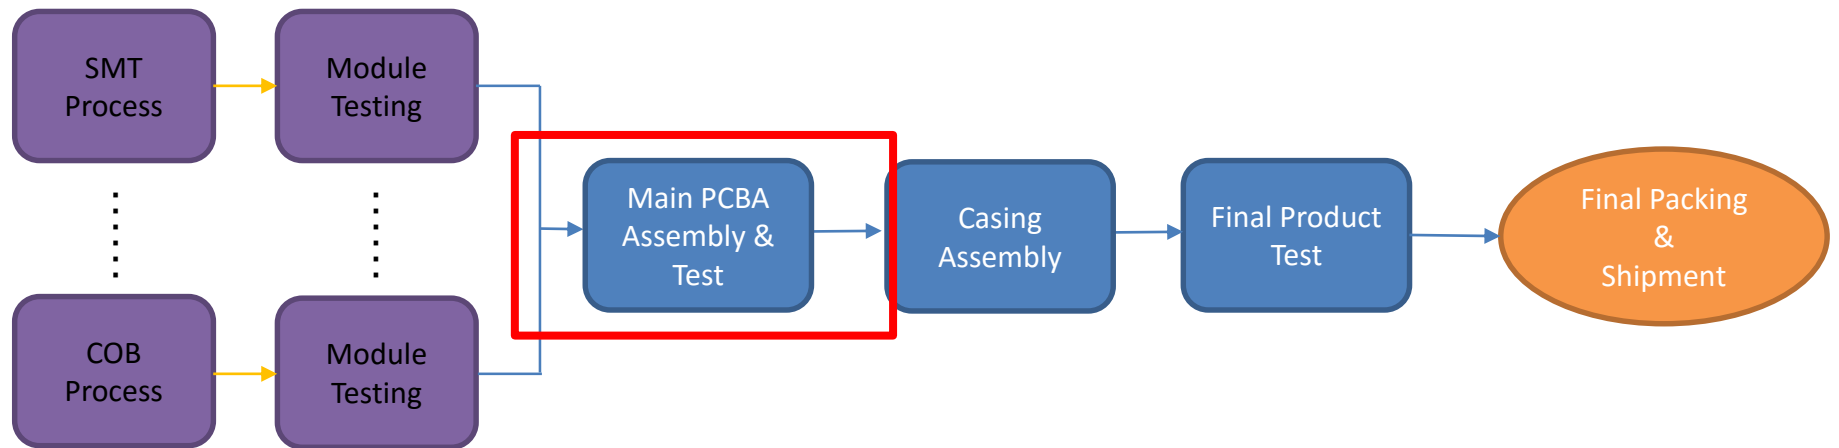 SMT
Process
Module
Testing
COB
Process
Module
Testing
Main PCBA
Assembly &
Test
Casing
Assembly
Final Product
Test
Final Packing
&
Shipment